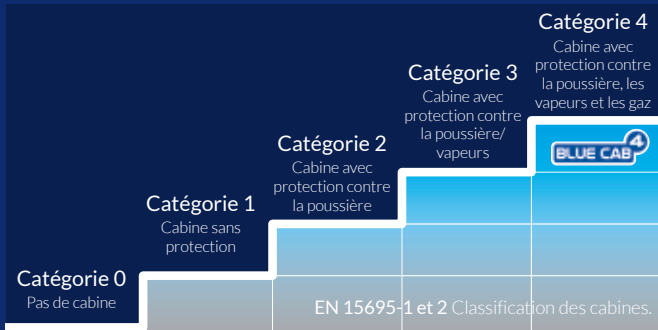 Catégorie 0
Pas de cabine
Catégorie 1
Cabine sans
protection
Catégorie 2
Cabine avec
protection contre
la poussière
Catégorie 3
Cabine avec
protection contre
la poussière/
vapeurs
Catégorie 4
Cabine avec
protection contre
la poussière, les
vapeurs et les gaz
BLUE CAB 4
EN 15695-1 et 2 Classification des cabines.